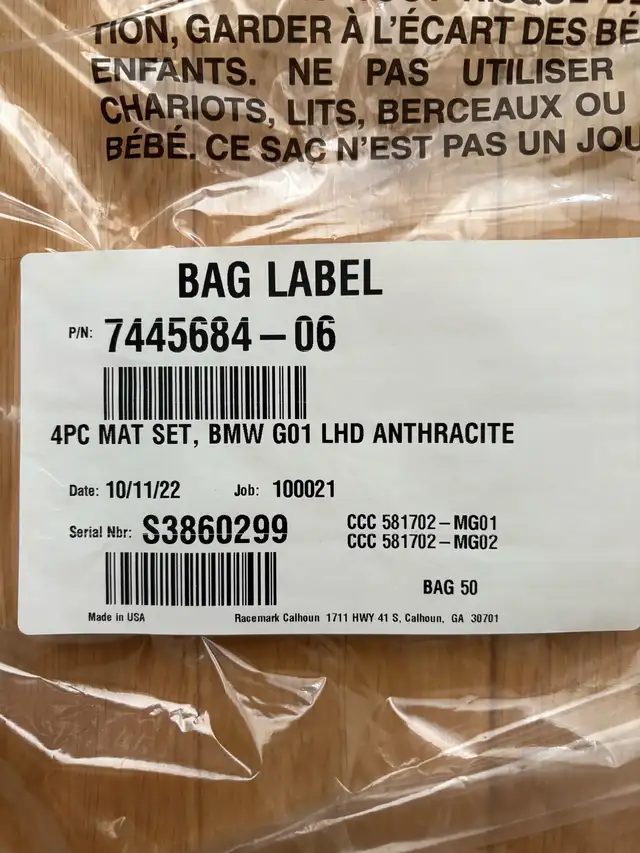 TION, GARDER À L'ÉCART DES BÉ
ENFANTS. NE PAS UTILISER
CHARIOTS, LITS, BERCEAUX OU
BÉBÉ. CE SAC N'EST PAS UN JOU
BAG LABEL
P/N: 7445684-06
4PC MAT SET, BMW G01 LHD ANTHRACITE
Date: 10/11/22 Job: 100021
Serial Nbr: S3860299 CCC 581702-MG01
CCC 581702-MG02
BAG 50
Made in USA Racemark Calhoun 1711 HWY 41 S, Calhoun, GA 30701